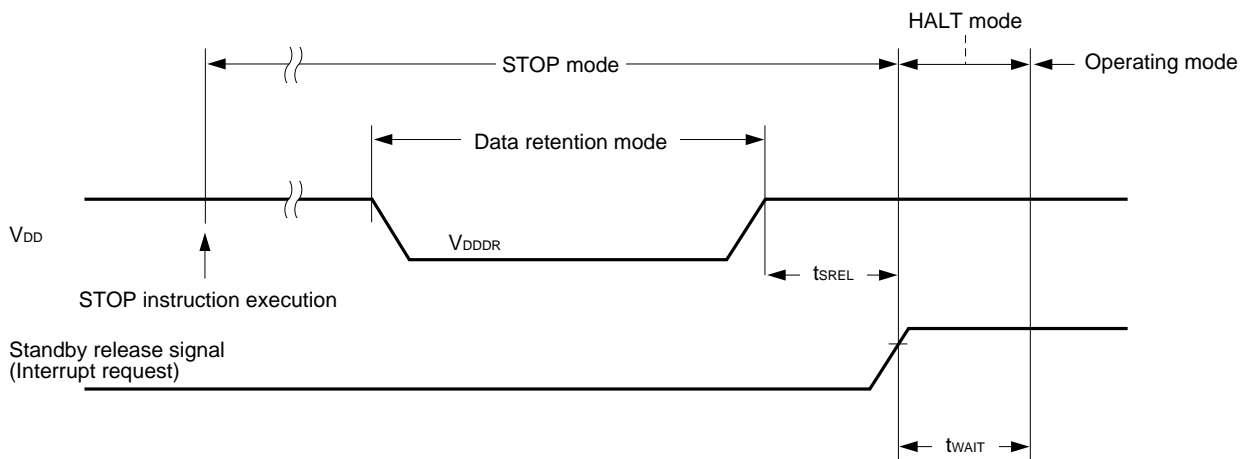 HALT mode
STOP mode
Operating mode
Data retention mode
VDD
VDDDR
tSREL
STOP instruction execution
Standby release signal
(Interrupt request)
tWAIT